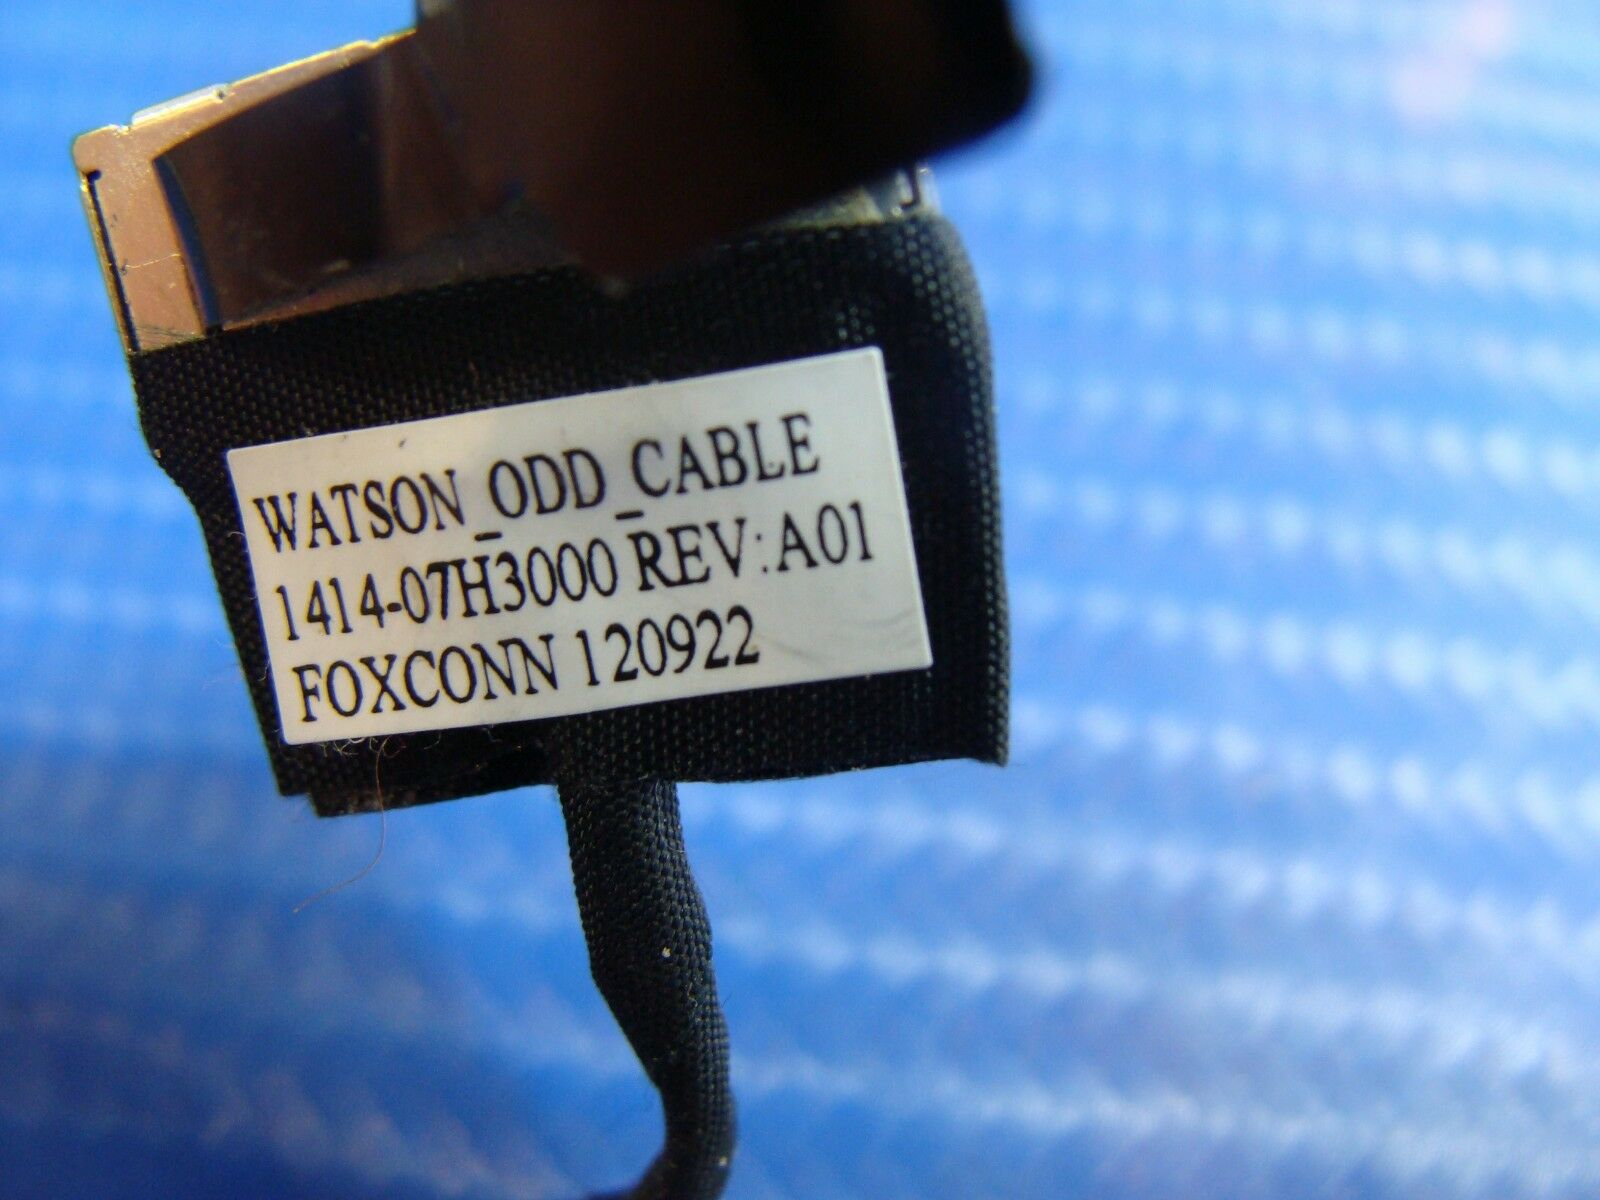 WATSON_ODD_CABLE
1414-07H3000 REV:A01
FOXCONN 120922